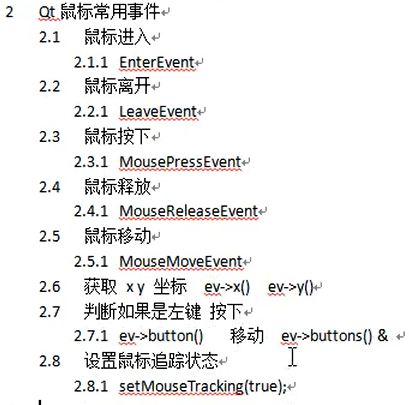 2 Qt 鼠标常用事件
2.1 鼠标进入
2.1.1 EnterEvent
2.2 鼠标离开
2.2.1 LeaveEvent
2.3 鼠标按下
2.3.1 MousePressEvent
2.4 鼠标释放
2.4.1 MouseReleaseEvent
2.5 鼠标移动
2.5.1 MouseMoveEvent
2.6 获取 x y 坐标 ev->x() ev->y()
2.7 判断如果是左键 按下
2.7.1 ev->button() 移动 ev->buttons() &
2.8 设置鼠标追踪状态
2.8.1 setMouseTracking(true);